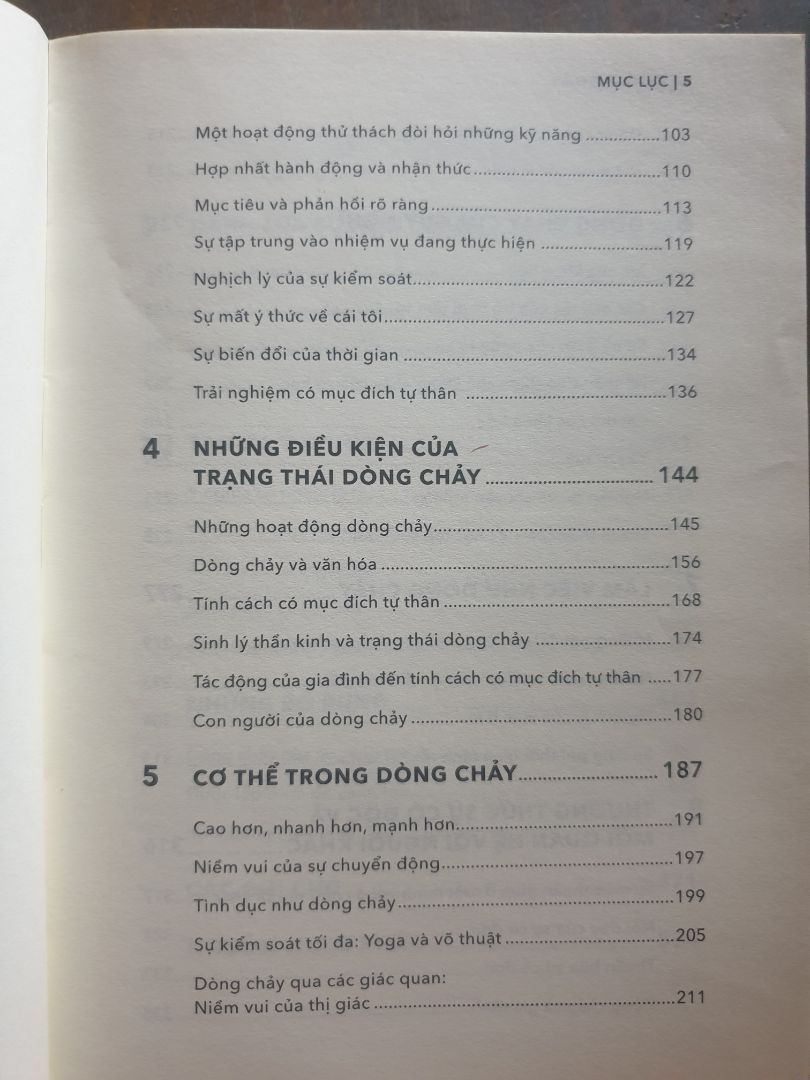 MỤC LỤC | 5
Một hoạt động thử thách đòi hỏi những kỹ năng ...............103
Hợp nhất hành động và nhận thức......................................110
Mục tiêu và phản hồi rõ ràng...............................................113
Sự tập trung vào nhiệm vụ đang thực hiện .........................119
Nghịch lý của sự kiểm soát..................................................122
Sự mất ý thức về cái tôi........................................................127
Sự biến đổi của thời gian .....................................................134
Trải nghiệm có mục đích tự thân ........................................136
4 NHỮNG ĐIỀU KIỆN CỦA
TRẠNG THÁI DÒNG CHẢY.................................. 144
Những hoạt động dòng chảy...............................................145
Dòng chảy và văn hóa ..........................................................156
Tính cách có mục đích tự thân .............................................168
Sinh lý thần kinh và trạng thái dòng chảy ...........................174
Tác động của gia đình đến tính cách có mục đích tự thân .....177
Con người của dòng chảy ....................................................180
5 CƠ THỂ TRONG DÒNG CHẢY............................ 187
Cao hơn, nhanh hơn, mạnh hơn............................................191
Niềm vui của sự chuyển động...............................................197
Tình dục như dòng chảy........................................................199
Sự kiểm soát tối đa: Yoga và võ thuật ..................................205
Dòng chảy qua các giác quan:
Niềm vui của thị giác .............................................................211